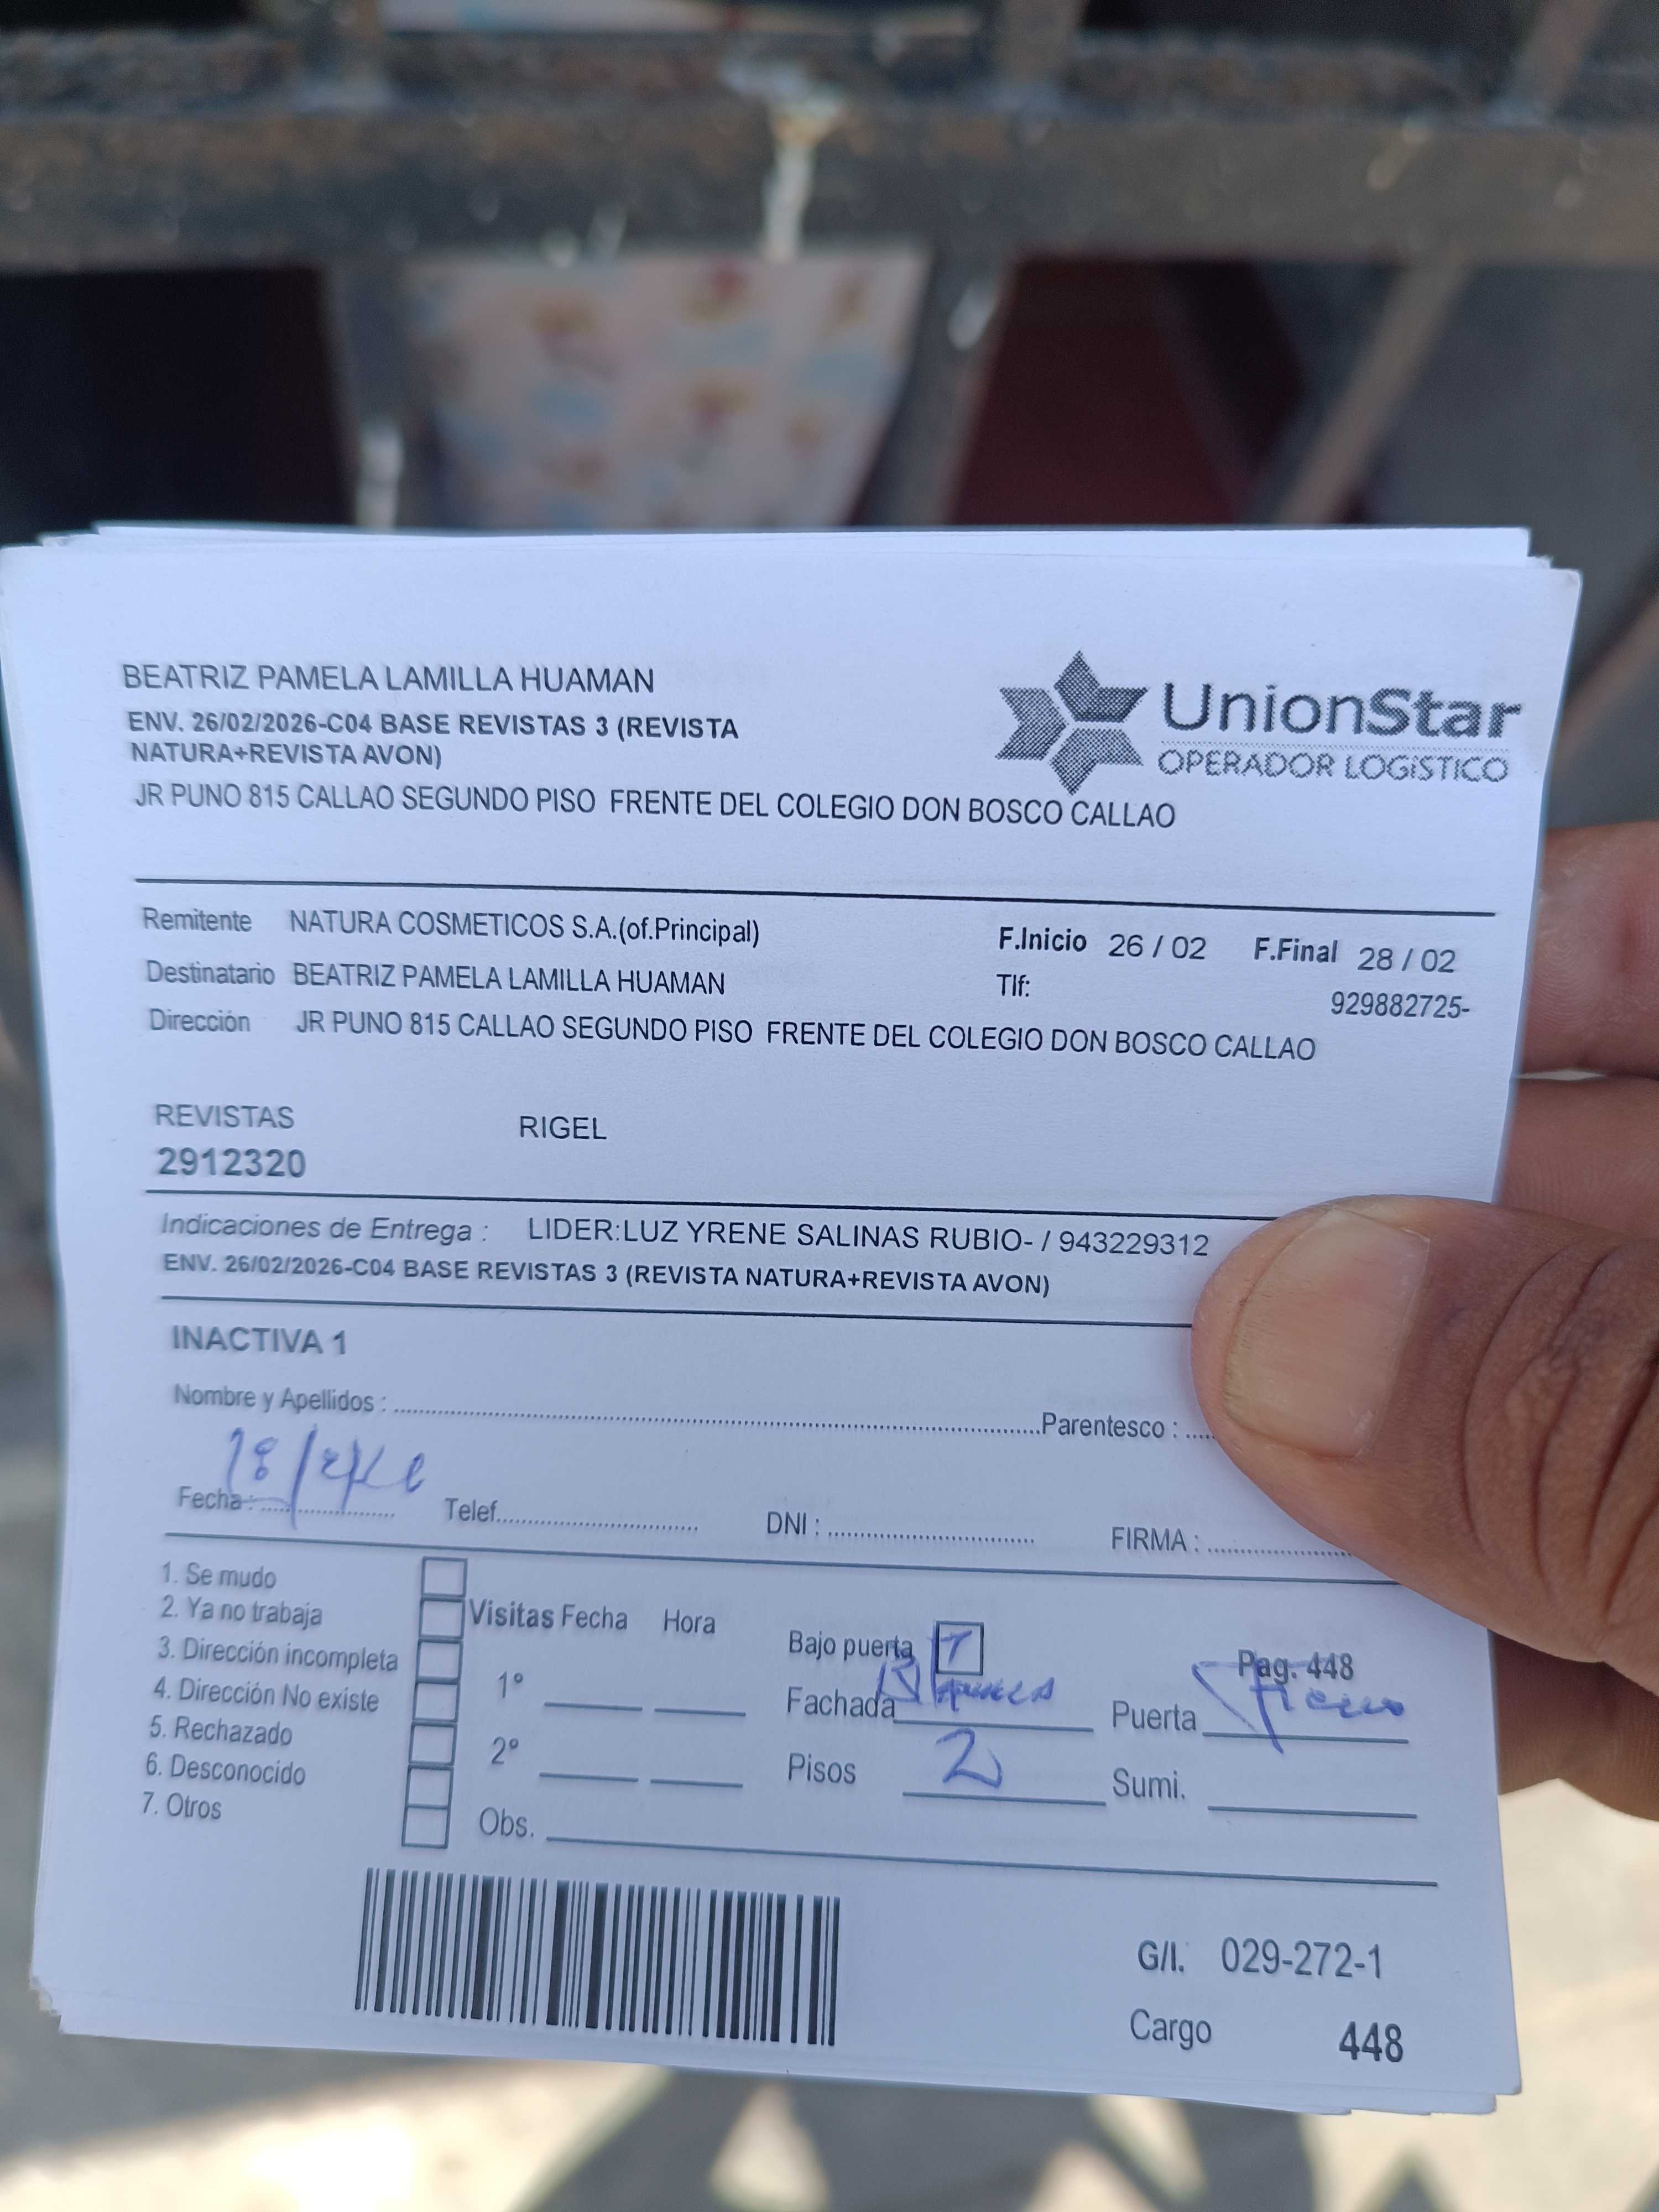 BEATRIZ PAMELA LAMILLA HUAMAN
ENV. 26/02/2026-C04 BASE REVISTAS 3 (REVISTA
NATURA+REVISTA AVON)
JR PUNO 815 CALLAO SEGUNDO PISO FRENTE DEL COLEGIO DON BOSCO CALLAO
UnionStar
OPERADOR LOGíSTICO
Remitente NATURA COSMETICOS S.A.(of.Principal) F.Inicio 26 / 02 F.Final 28 / 02
Destinatario BEATRIZ PAMELA LAMILLA HUAMAN Tlf: 929882725-
Dirección JR PUNO 815 CALLAO SEGUNDO PISO FRENTE DEL COLEGIO DON BOSCO CALLAO
REVISTAS RIGEL
2912320
Indicaciones de Entrega : LIDER:LUZ YRENE SALINAS RUBIO- / 943229312
ENV. 26/02/2026-C04 BASE REVISTAS 3 (REVISTA NATURA+REVISTA AVON)
INACTIVA 1
Nombre y Apellidos : Parentesco :
Fecha : Telef. DNI : FIRMA :
1. Se mudo
2. Ya no trabaja
3. Dirección incompleta
4. Dirección No existe
5. Rechazado
6. Desconocido
7. Otros
Visitas Fecha Hora
1°
2°
Obs.
Bajo puerta Pag. 448
Fachada Puerta
Pisos 2 Sumi.
G/I. 029-272-1
Cargo 448